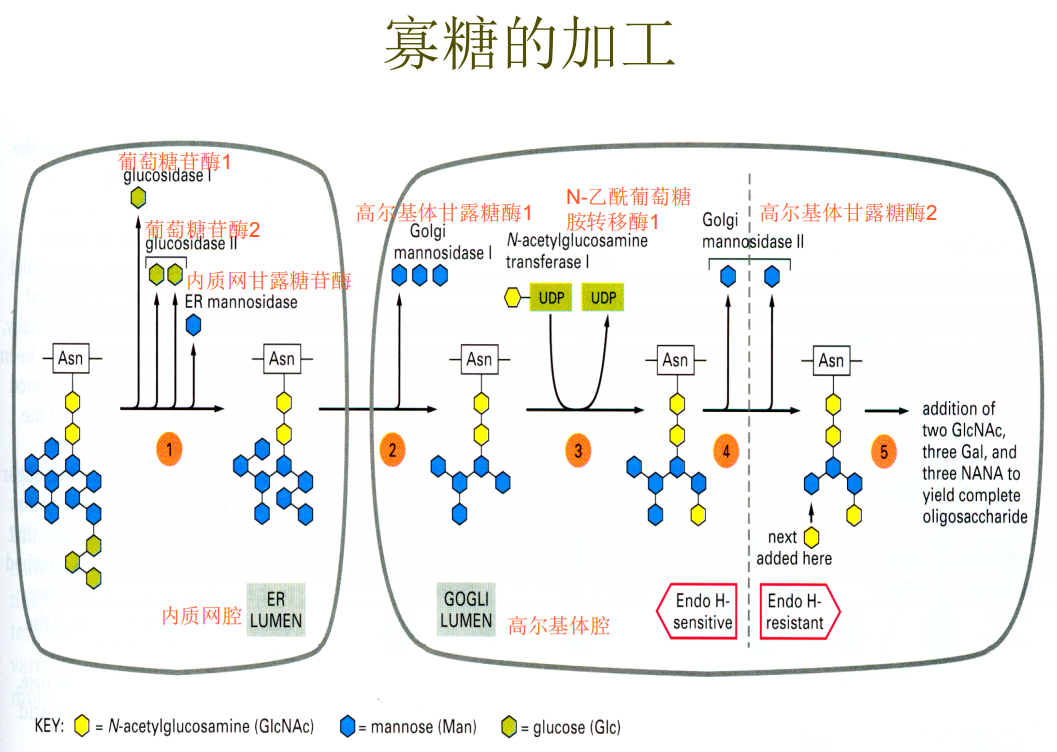 寡糖的加工
葡萄糖苷酶1
glucosidase I
葡萄糖苷酶2
glucosidase II
内质网甘露糖苷酶
ER mannosidase
高尔基体甘露糖酶1
Golgi
mannosidase I
N-乙酰葡萄糖
胺转移酶1
N-acetylglucosamine
transferase I
UDP
UDP
高尔基体甘露糖酶2
Golgi
mannosidase II
Asn
Asn
Asn
Asn
Asn
1
2
3
4
5
addition of
two GlcNAc,
three Gal, and
three NANA to
yield complete
oligosaccharide
next
added here
内质网腔
ER
LUMEN
GOGLI
LUMEN
高尔基体腔
Endo H-
sensitive
Endo H-
resistant
KEY:
= N-acetylglucosamine (GlcNAc)
= mannose (Man)
= glucose (Glc)